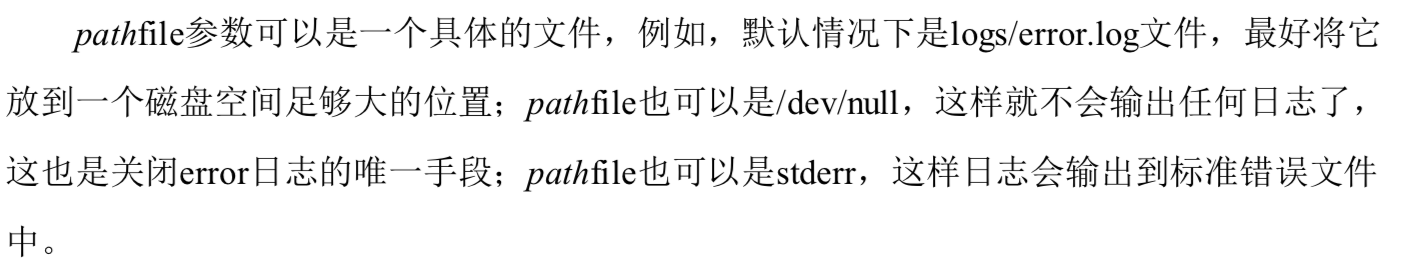 pathfile参数可以是一个具体的文件，例如，默认情况下是logs/error.log文件，最好将它
放到一个磁盘空间足够大的位置；pathfile也可以是/dev/null，这样就不会输出任何日志了，
这也是关闭error日志的唯一手段；pathfile也可以是stderr，这样日志会输出到标准错误文件
中。